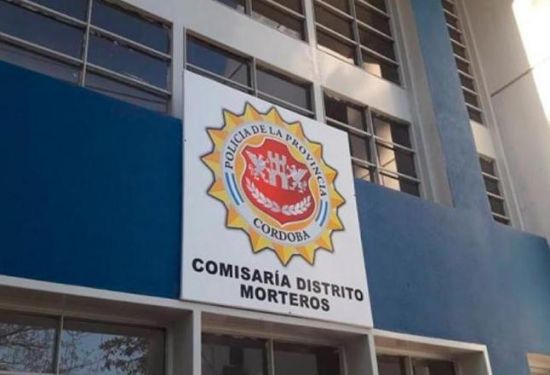 POLICIA DE LA PROVINCIA
CORDOBA
COMISARÍA DISTRITO
MORTEROS